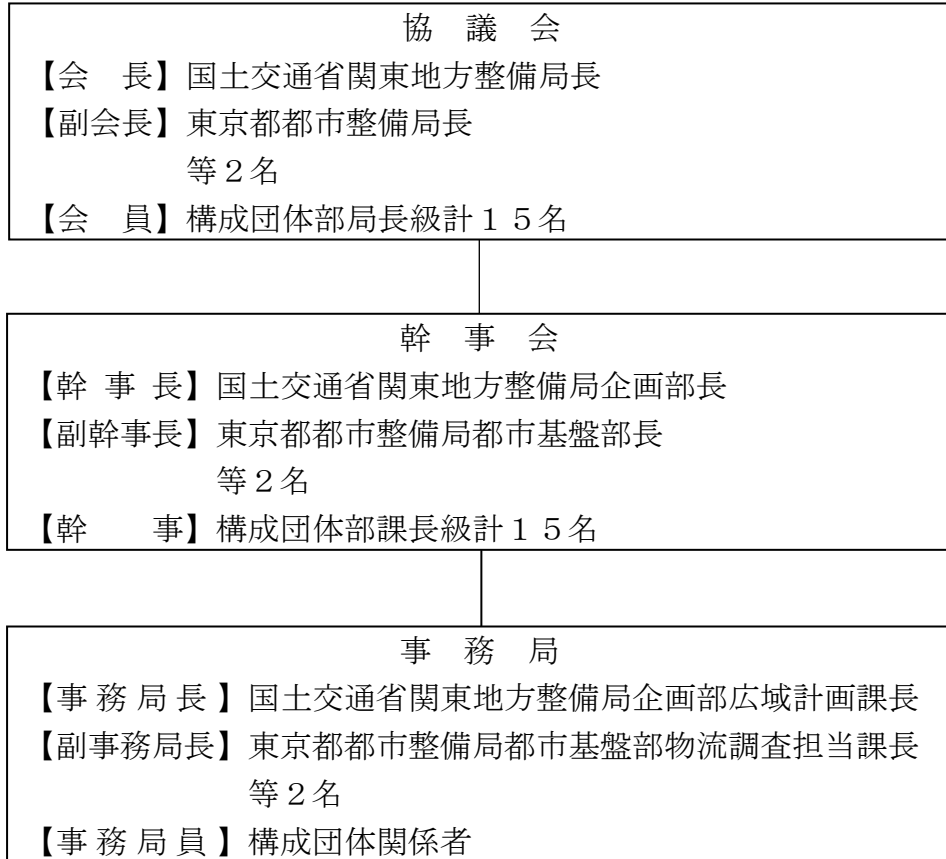 協　議　会
【会　長】国土交通省関東地方整備局長
【副会長】東京都都市整備局長
等２名
【会　員】構成団体部局長級計１５名
幹　事　会
【幹 事 長】国土交通省関東地方整備局企画部長
【副幹事長】東京都都市整備局都市基盤部長
等２名
【幹　　事】構成団体部課長級計１５名
事　務　局
【事 務 局 長 】国土交通省関東地方整備局企画部広域計画課長
【副事務局長】東京都都市整備局都市基盤部物流調査担当課長
等２名
【事 務 局 員 】構成団体関係者